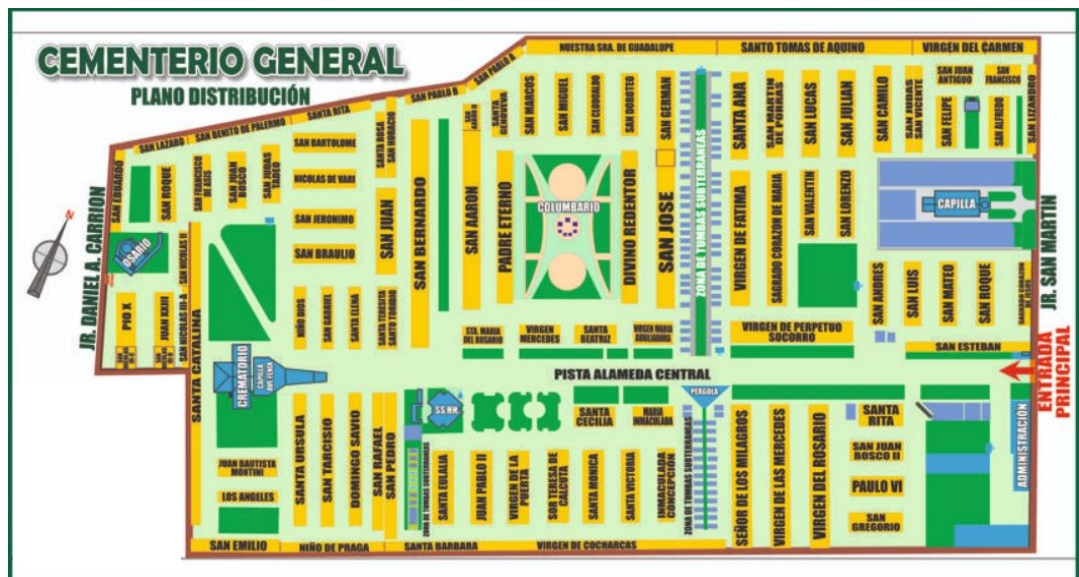 CEMENTERIO GENERAL
PLANO DISTRIBUCIÓN
NUESTRA SRA. DE GUADALUPE
SANTO TOMAS DE AQUINO
VIRGEN DEL CARMEN
SAN PABLO A
SAN PABLO B
SANTA RITA
SAN BENITO DE PALERMO
SAN LAZARO
SAN EDUARDO
SAN ROQUE
SAN FRANCISCO
DE ASIS
SAN JUAN
BOSCO
SAN JUDAS
TADEO
SAN BARTOLOME
NICOLAS DE VARI
SAN JERONIMO
SAN BRAULIO
SANTA ROSA
SAN HORACIO
SAN JUAN
SAN BERNARDO
SANTA
GENOVEVA
SAN MARCOS
SAN MIGUEL
SAN CLODOALDO
SAN DOROTEO
SAN GERMAN
SAN AARON
PADRE ETERNO
COLUMBARIO
DIVINO REDENTOR
SAN JOSE
ZONA DE TUMBAS SUBTERRANEAS
SANTA ANA
SAN MARTIN
DE PORRAS
SAN LUCAS
SAN JULIAN
SAN CAMILO
SAN JUDAS
SAN VICENTE
SAN JUAN
ANTIGUO
SAN
FRANCISCO
SAN FELIPE
SAN ALFREDO
SAN LIZANDRO
VIRGEN DE FATIMA
SAGRADO CORAZON DE MARIA
SAN VALENTIN
SAN LORENZO
CAPILLA
SAN ANDRES
SAN LUIS
SAN MATEO
SAN ROQUE
SAGRADO CORAZON
DE JESUS
JR. SAN MARTIN
JR. DANIEL A. CARRION
N
OSARIO
SAN NICOLAS III
SAN NICOLAS III-A
PIO X
JUAN XXIII
SANTA CATALINA
NIÑO DIOS
SAN GABRIEL
SANTA ELENA
SANTA TERESITA
SANTO TORIBIO
STA. MARIA
DEL ROSARIO
VIRGEN
MERCEDES
SANTA
BEATRIZ
VIRGEN MARIA
AUXILIADORA
VIRGEN DE PERPETUO
SOCORRO
SAN ESTEBAN
CREMATORIO
CAPILLA
PISTA ALAMEDA CENTRAL
ENTRADA
PRINCIPAL
PERGOLA
SS.HH.
SANTA
CECILIA
MARIA
INMACULADA
SANTA
RITA
ADMINISTRACIÓN
JUAN BAUTISTA
MONTINI
LOS ANGELES
SANTA URSULA
SAN TARCISIO
DOMINGO SAVIO
SAN RAFAEL
SAN PEDRO
ZONA DE TUMBAS SUBTERRANEAS
SANTA EULALIA
JUAN PABLO II
VIRGEN DE LA
PUERTA
SOR TERESA DE
CALCUTA
SANTA MONICA
SANTA VICTORIA
INMACULADA
CONCEPCIÓN
ZONA DE TUMBAS SUBTERRANEAS
SEÑOR DE LOS MILAGROS
VIRGEN DE LAS MERCEDES
VIRGEN DEL ROSARIO
SAN JUAN
BOSCO II
PAULO VI
SAN
GREGORIO
SAN EMILIO
NIÑO DE PRAGA
SANTA BARBARA
VIRGEN DE COCHARCAS